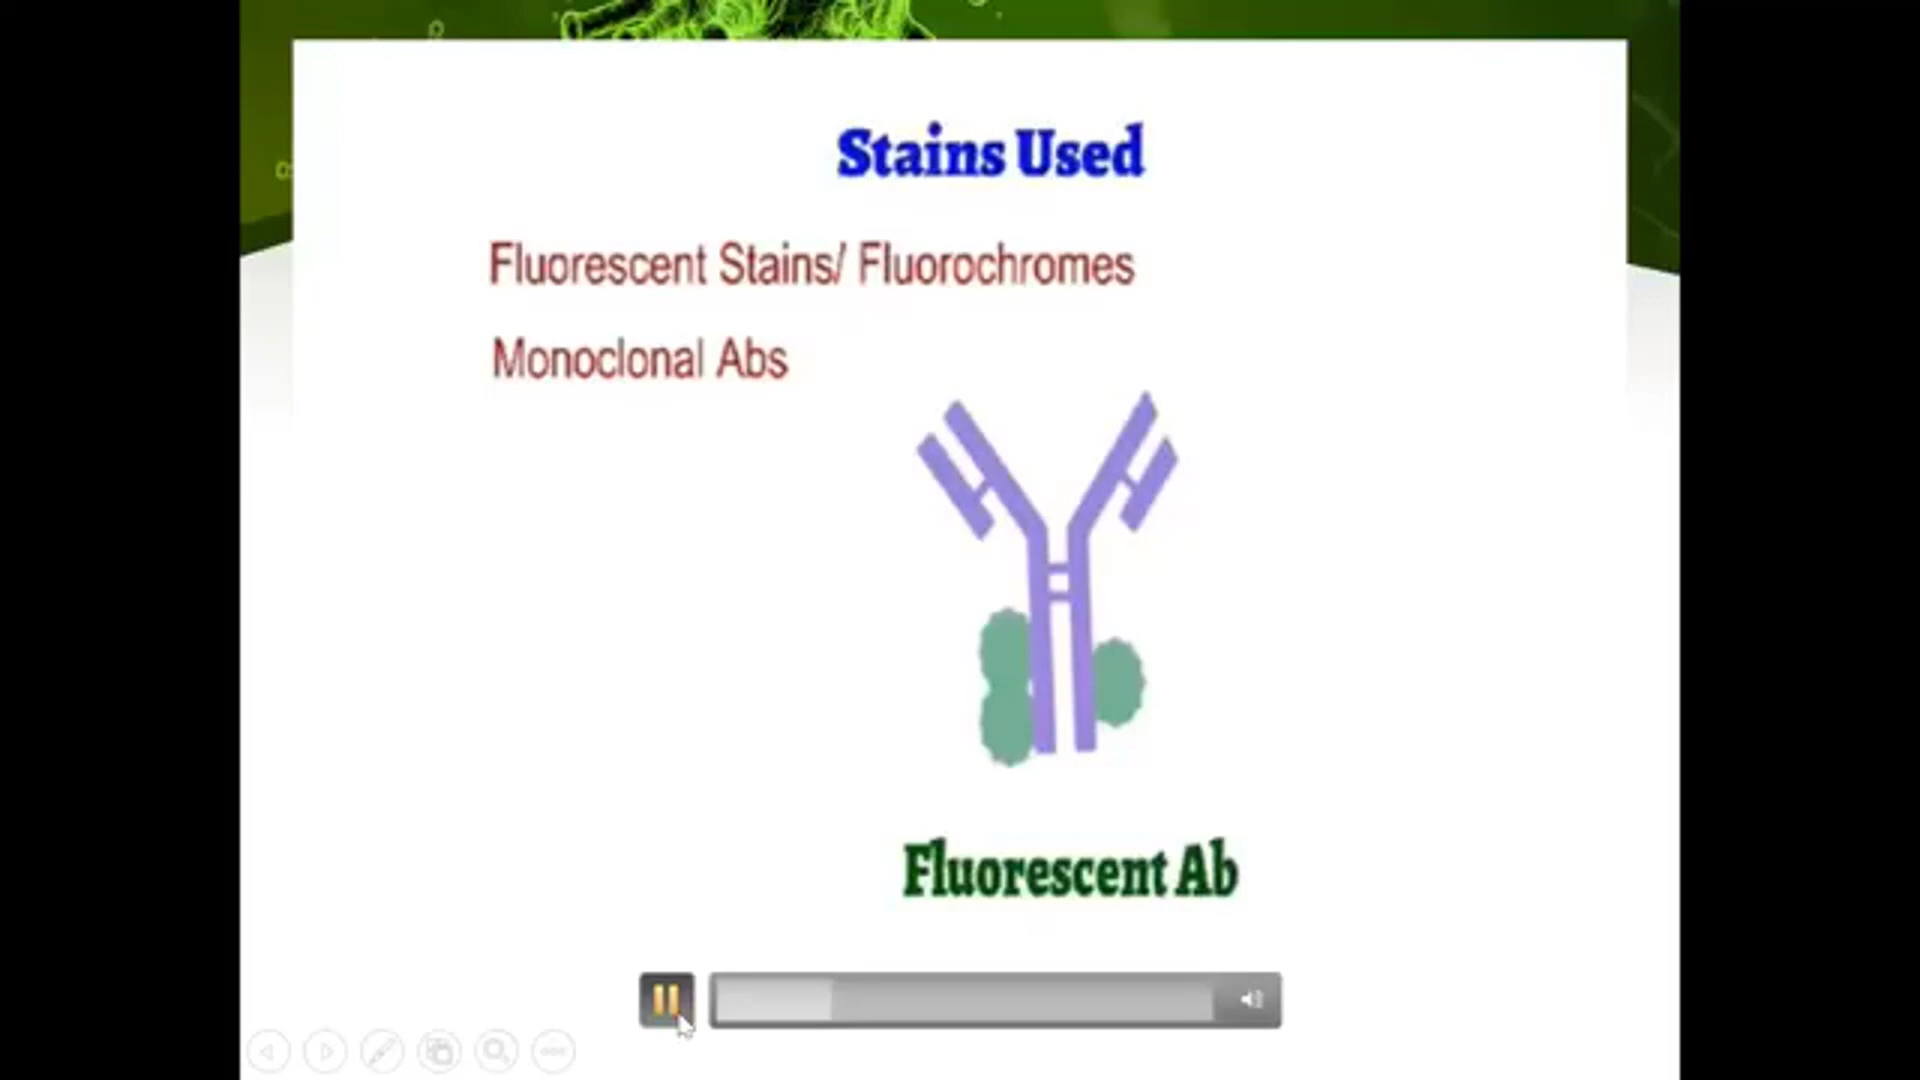 Stains Used
Fluorescent Stains/ Fluorochromes
Monoclonal Abs
Fluorescent Ab